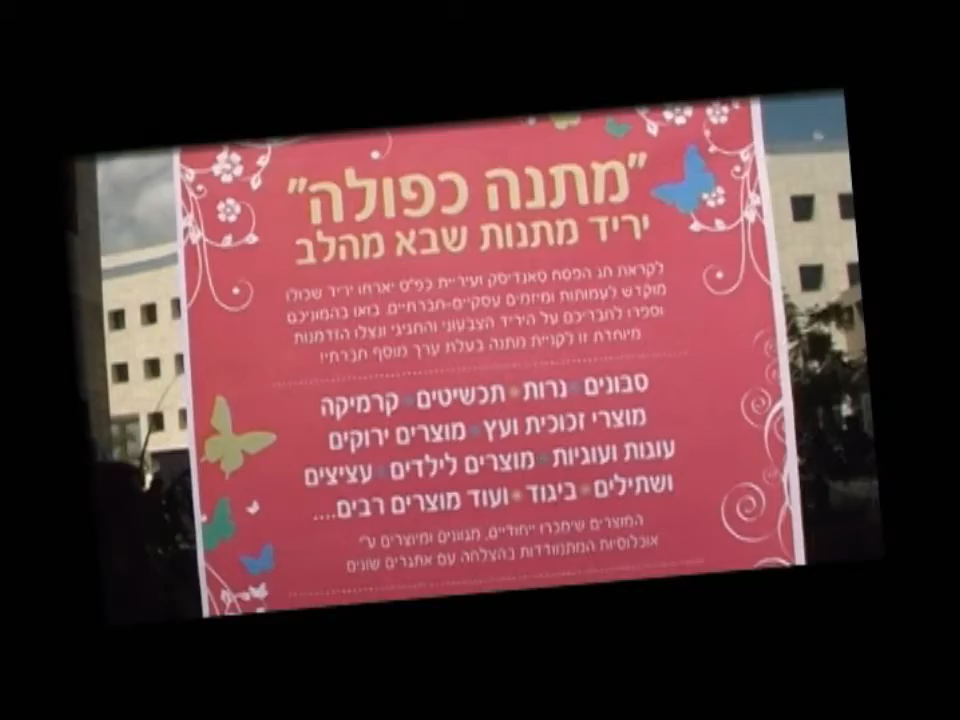 "מתנה כפולה"
יריד מתנות שבא מהלב
לקראת חג הפסח סאנדיסק ועיריית כפ"ס יארחו יריד שכולו
מוקדש לעמותות ומיזמים עסקיים-חברתיים. בואו בהמוניכם
וספרו לחבריכם על היריד הצבעוני והחגיגי ונצלו הזדמנות
מיוחדת זו לקניית מתנה בעלת ערך מוסף חברתי!
סבונים • נרות • תכשיטים • קרמיקה
מוצרי זכוכית ועץ • מוצרים ירוקים
עוגות ועוגיות • מוצרים לילדים • עציצים
ושתילים • ביגוד • ועוד מוצרים רבים....
המוצרים שימכרו ייחודיים, מגוונים ומיוצרים ע"י
אוכלוסיות המתמודדות בהצלחה עם אתגרים שונים